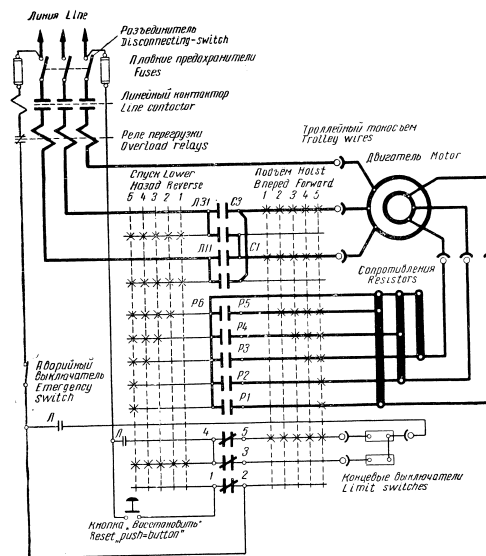 Линия Line
Разъединитель
Disconnecting-switch
Плавкие предохранители
Fuses
Линейный контактор
Line contactor
Реле перегрузки
Overload relays
Троллейный токосъем
Trolley wires
Двигатель Motor
Спуск Lower
Назад Reverse
5 4 3 2 1
Подъем Hoist
Вперед Forward
1 2 3 4 5
Л31
С3
Л11
С1
Сопротивления
Resistors
Р6
Р5
Р4
Р3
Р2
Р1
Аварийный
выключатель
Emergency
switch
Л
Л
4
5
3
1
2
Концевые выключатели
Limit switches
Кнопка „Восстановить"
Reset „push=button"